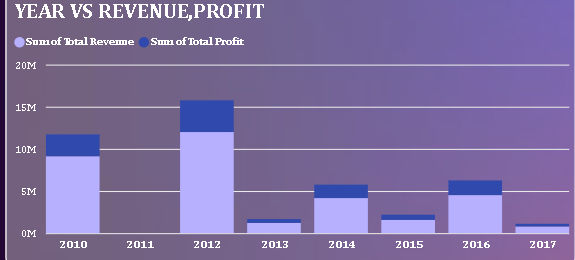 YEAR VS REVENUE,PROFIT
Sum of Total Revenue Sum of Total Profit
20M
15M
10M
5M
0M
2010 2011 2012 2013 2014 2015 2016 2017